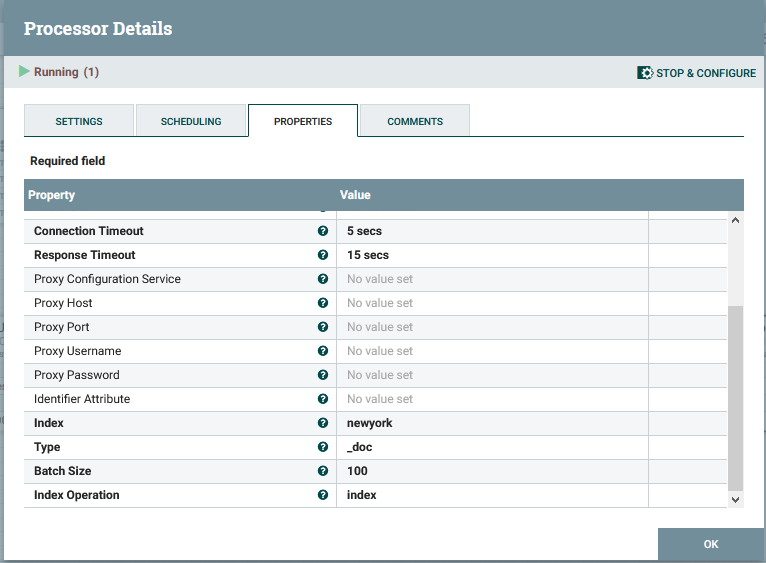 Processor Details
Running (1)
STOP & CONFIGURE
SETTINGS SCHEDULING PROPERTIES COMMENTS
Required field
Property Value
Connection Timeout 5 secs
Response Timeout 15 secs
Proxy Configuration Service No value set
Proxy Host No value set
Proxy Port No value set
Proxy Username No value set
Proxy Password No value set
Identifier Attribute No value set
Index newyork
Type _doc
Batch Size 100
Index Operation index
OK